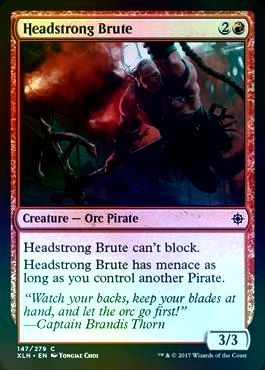 Headstrong Brute 2
Creature — Orc Pirate
Headstrong Brute can't block.
Headstrong Brute has menace as
long as you control another Pirate.
"Watch your backs, keep your blades at
hand, and let the orc go first!"
—Captain Brandis Thorn
3/3
147/279 C
XLN • EN Yongjae Choi
™ & © 2017 Wizards of the Coast